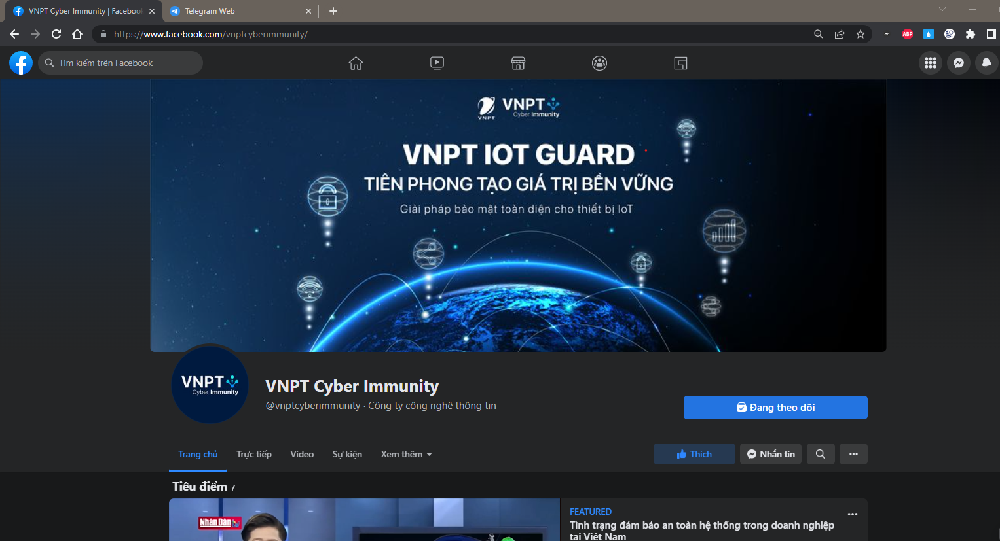 VNPT Cyber Immunity | Facebook
Telegram Web
https://www.facebook.com/vnptcyberimmunity/
ABP
Tìm kiếm trên Facebook
VNPT
VNPT
Cyber Immunity
VNPT IOT GUARD
TIÊN PHONG TẠO GIÁ TRỊ BỀN VỮNG
Giải pháp bảo mật toàn diện cho thiết bị IoT
VNPT
Cyber Immunity
VNPT Cyber Immunity
@vnptcyberimmunity · Công ty công nghệ thông tin
Đang theo dõi
Trang chủ Trực tiếp Video Sự kiện Xem thêm
Thích Nhắn tin
Tiêu điểm 7
Nhân Dân
FEATURED
Tình trạng đảm bảo an toàn hệ thống trong doanh nghiệp
tại Việt Nam